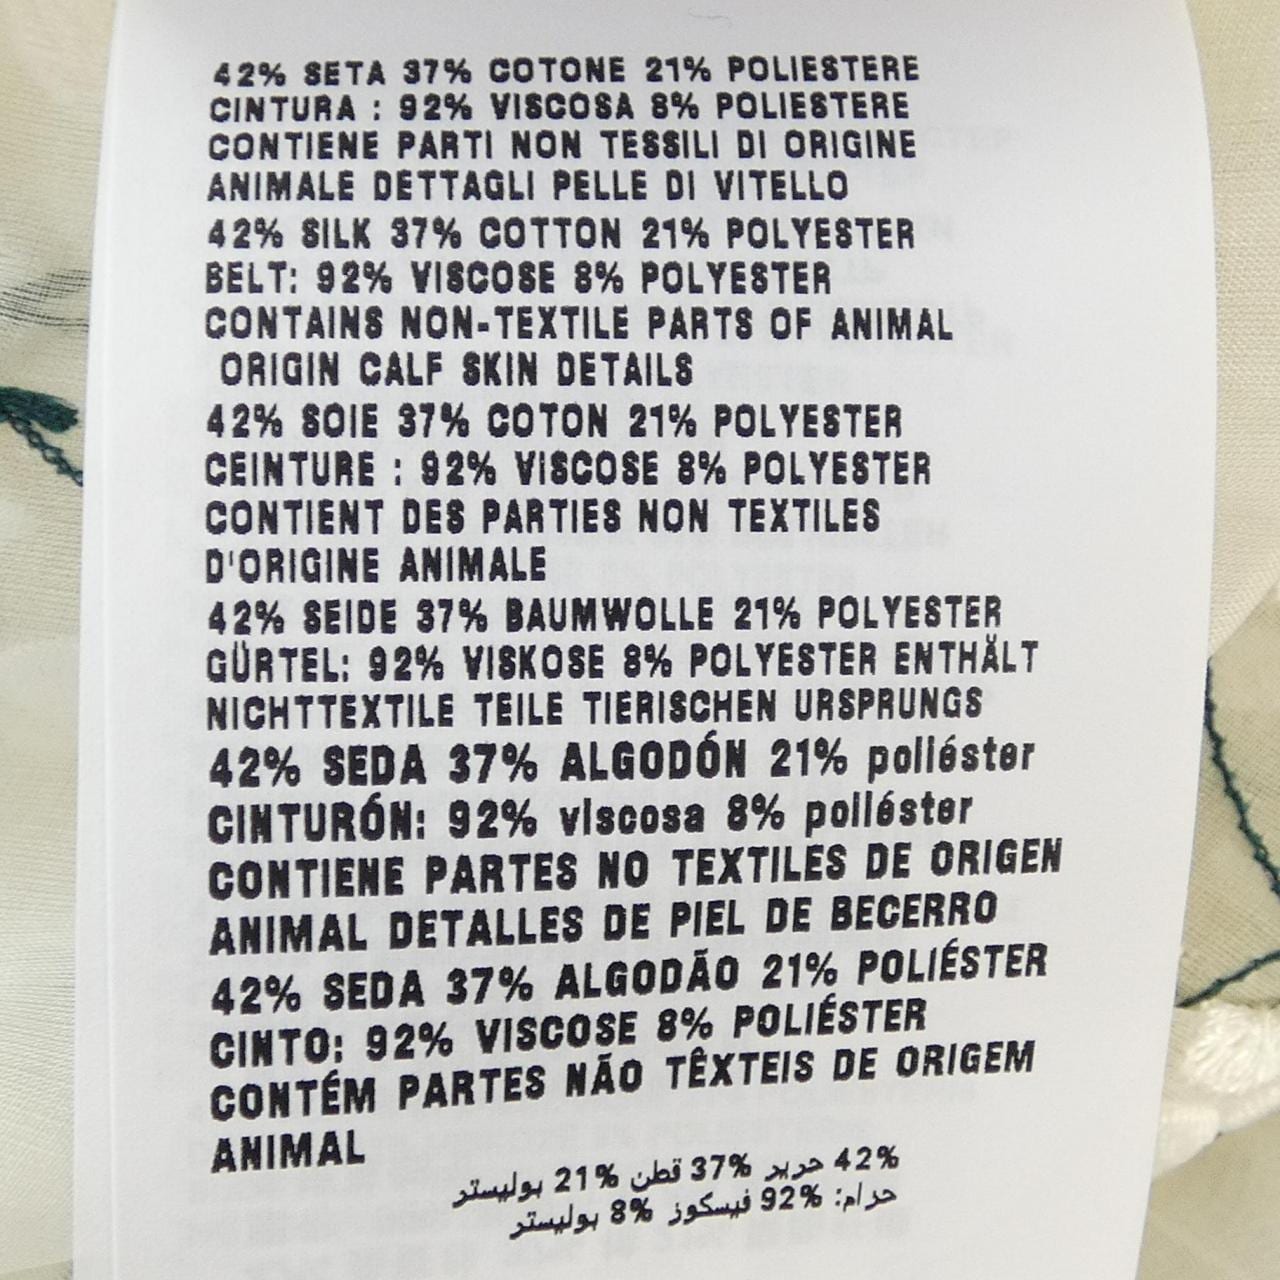 42% SETA 37% COTONE 21% POLIESTERE
CINTURA : 92% VISCOSA 8% POLIESTERE
CONTIENE PARTI NON TESSILI DI ORIGINE
ANIMALE DETTAGLI PELLE DI VITELLO
42% SILK 37% COTTON 21% POLYESTER
BELT: 92% VISCOSE 8% POLYESTER
CONTAINS NON-TEXTILE PARTS OF ANIMAL
ORIGIN CALF SKIN DETAILS
42% SOIE 37% COTON 21% POLYESTER
CEINTURE : 92% ViSCOSE 8% POLYESTER
CONTIENT DES PARTIES NON TEXTILES
D'ORIGINE ANIMALE
42% SEIDE 37% BAUMWOLLE 21% POLYESTER
GÜRTEL: 92% VISKOSE 8% POLYESTER ENTHÄLT
NICHTTEXTILE TEILE TIERISCHEN URSPRUNGS
42% SEDA 37% ALGODÓN 21% poliéster
CINTURÓN: 92% viscosa 8% poliéster
CONTIENE PARTES NO TEXTILES DE ORIGEN
ANIMAL DETALLES DE PIEL DE BECERRO
42% SEDA 37% ALGODÃO 21% POLIÉSTER
CINTO: 92% VISCOSE 8% POLIÉSTER
CONTÉM PARTES NÃO TÊXTEIS DE ORIGEM
ANIMAL
42% حرير 37% قطن 21% بوليستر
حرام: 92% فيسكوز 8% بوليستر